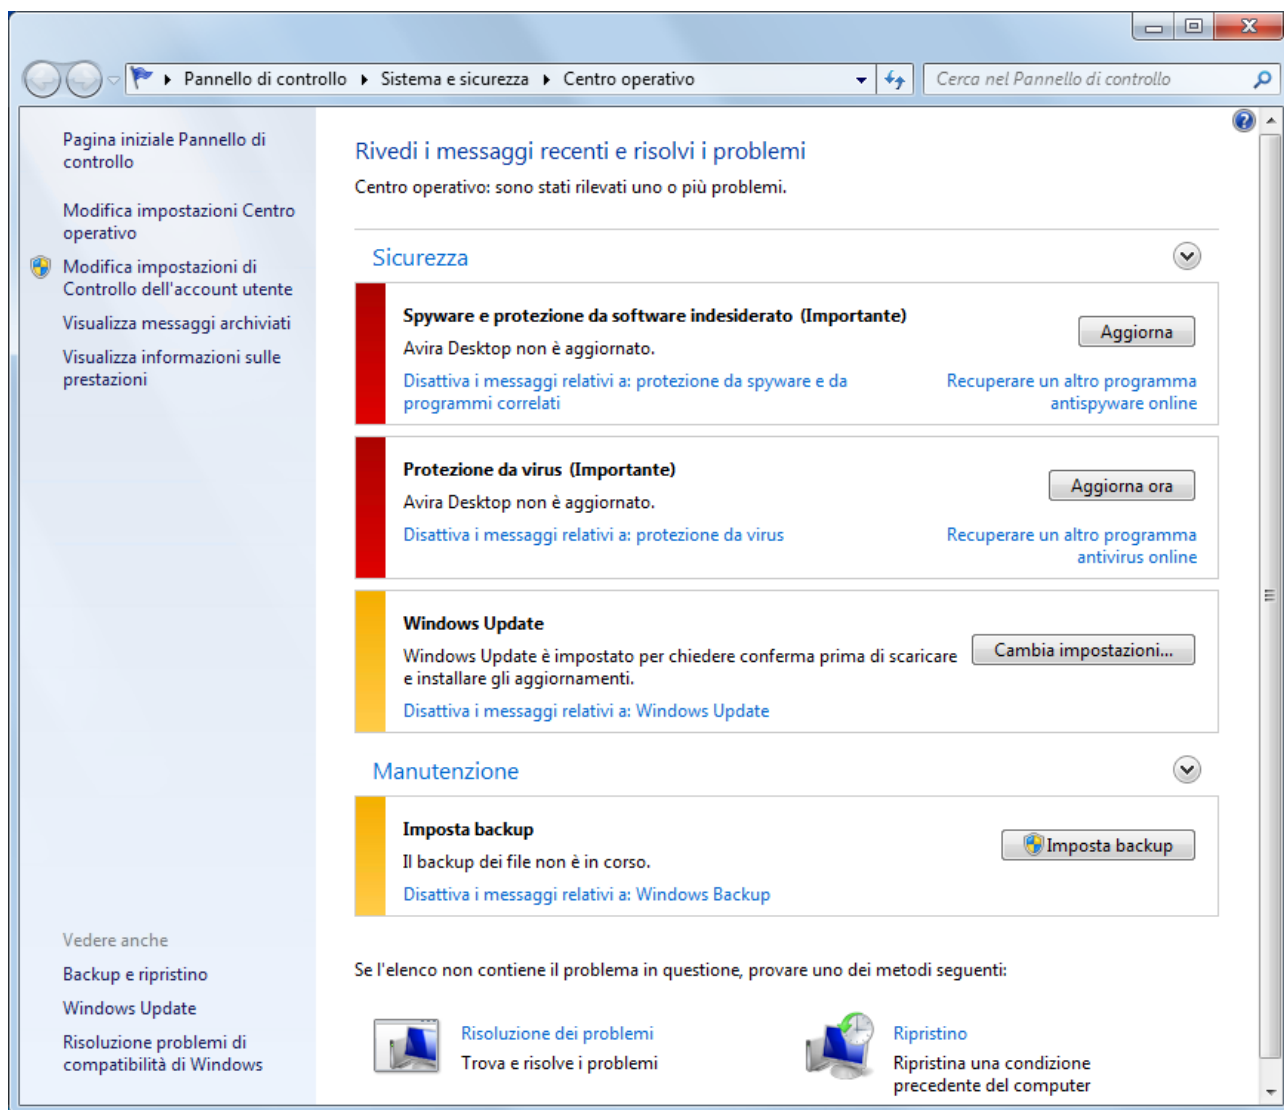 Pannello di controllo
Sistema e sicurezza
Centro operativo
Cerca nel Pannello di controllo
Pagina iniziale Pannello di
controllo
Modifica impostazioni Centro
operativo
Modifica impostazioni di
Controllo dell'account utente
Visualizza messaggi archiviati
Visualizza informazioni sulle
prestazioni
Vedere anche
Backup e ripristino
Windows Update
Risoluzione problemi di
compatibilità di Windows
Rivedi i messaggi recenti e risolvi i problemi
Centro operativo: sono stati rilevati uno o più problemi.
Sicurezza
Spyware e protezione da software indesiderato (Importante)
Aggiorna
Avira Desktop non è aggiornato.
Disattiva i messaggi relativi a: protezione da spyware e da
programmi correlati
Recuperare un altro programma
antispyware online
Protezione da virus (Importante)
Aggiorna ora
Avira Desktop non è aggiornato.
Disattiva i messaggi relativi a: protezione da virus
Recuperare un altro programma
antivirus online
Windows Update
Windows Update è impostato per chiedere conferma prima di scaricare
e installare gli aggiornamenti.
Cambia impostazioni...
Disattiva i messaggi relativi a: Windows Update
Manutenzione
Imposta backup
Il backup dei file non è in corso.
Imposta backup
Disattiva i messaggi relativi a: Windows Backup
Se l'elenco non contiene il problema in questione, provare uno dei metodi seguenti:
Risoluzione dei problemi
Trova e risolve i problemi
Ripristino
Ripristina una condizione
precedente del computer